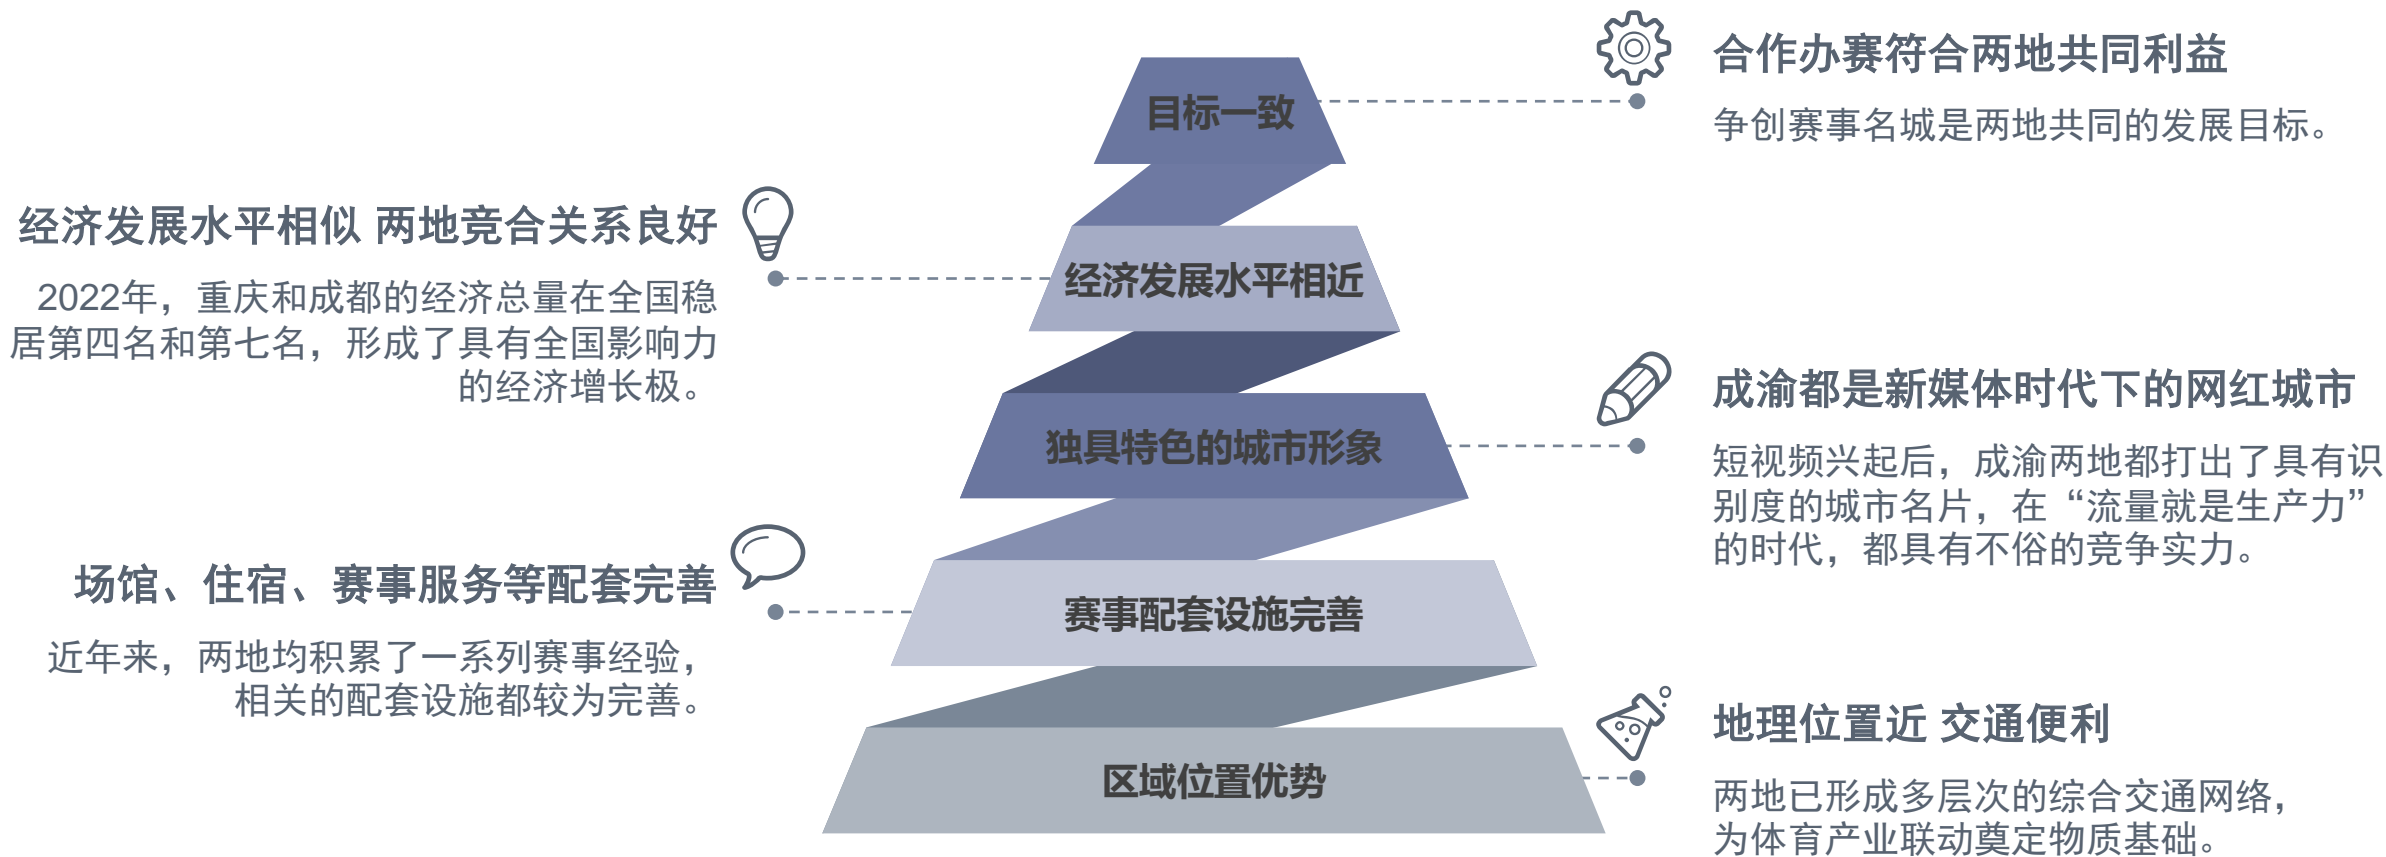 目标一致
合作办赛符合两地共同利益
争创赛事名城是两地共同的发展目标。
经济发展水平相似 两地竞合关系良好
2022年，重庆和成都的经济总量在全国稳
居第四名和第七名，形成了具有全国影响力
的经济增长极。
经济发展水平相近
独具特色的城市形象
成渝都是新媒体时代下的网红城市
短视频兴起后，成渝两地都打出了具有识
别度的城市名片，在“流量就是生产力”
的时代，都具有不俗的竞争实力。
场馆、住宿、赛事服务等配套完善
近年来，两地均积累了一系列赛事经验，
相关的配套设施都较为完善。
赛事配套设施完善
区域位置优势
地理位置近 交通便利
两地已形成多层次的综合交通网络，
为体育产业联动奠定物质基础。